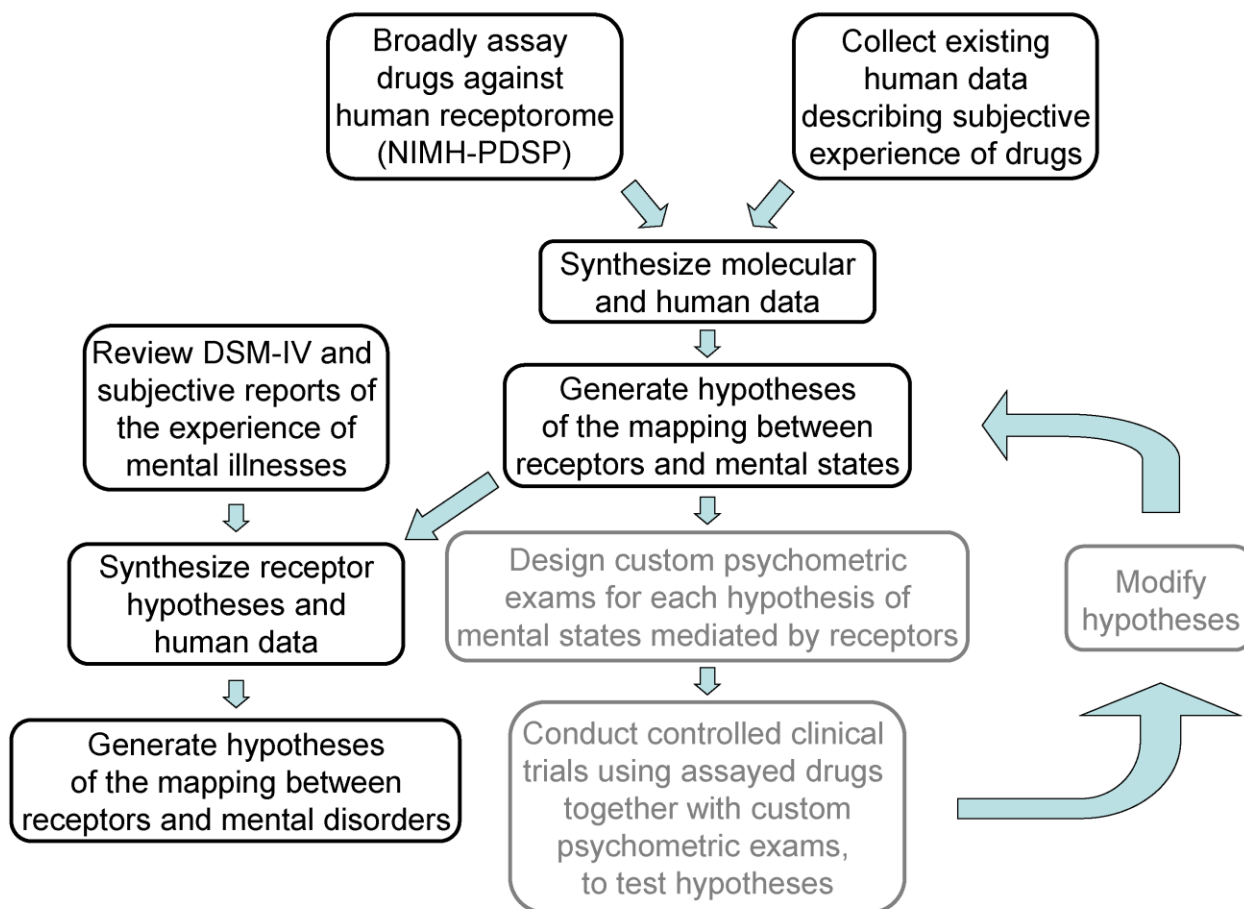 Broadly assay
drugs against
human receptorome
(NIMH-PDSP)
Collect existing
human data
describing subjective
experience of drugs
Synthesize molecular
and human data
Review DSM-IV and
subjective reports of
the experience of
mental illnesses
Generate hypotheses
of the mapping between
receptors and mental states
Synthesize receptor
hypotheses and
human data
Design custom psychometric
exams for each hypothesis of
mental states mediated by receptors
Modify
hypotheses
Generate hypotheses
of the mapping between
receptors and mental disorders
Conduct controlled clinical
trials using assayed drugs
together with custom
psychometric exams,
to test hypotheses